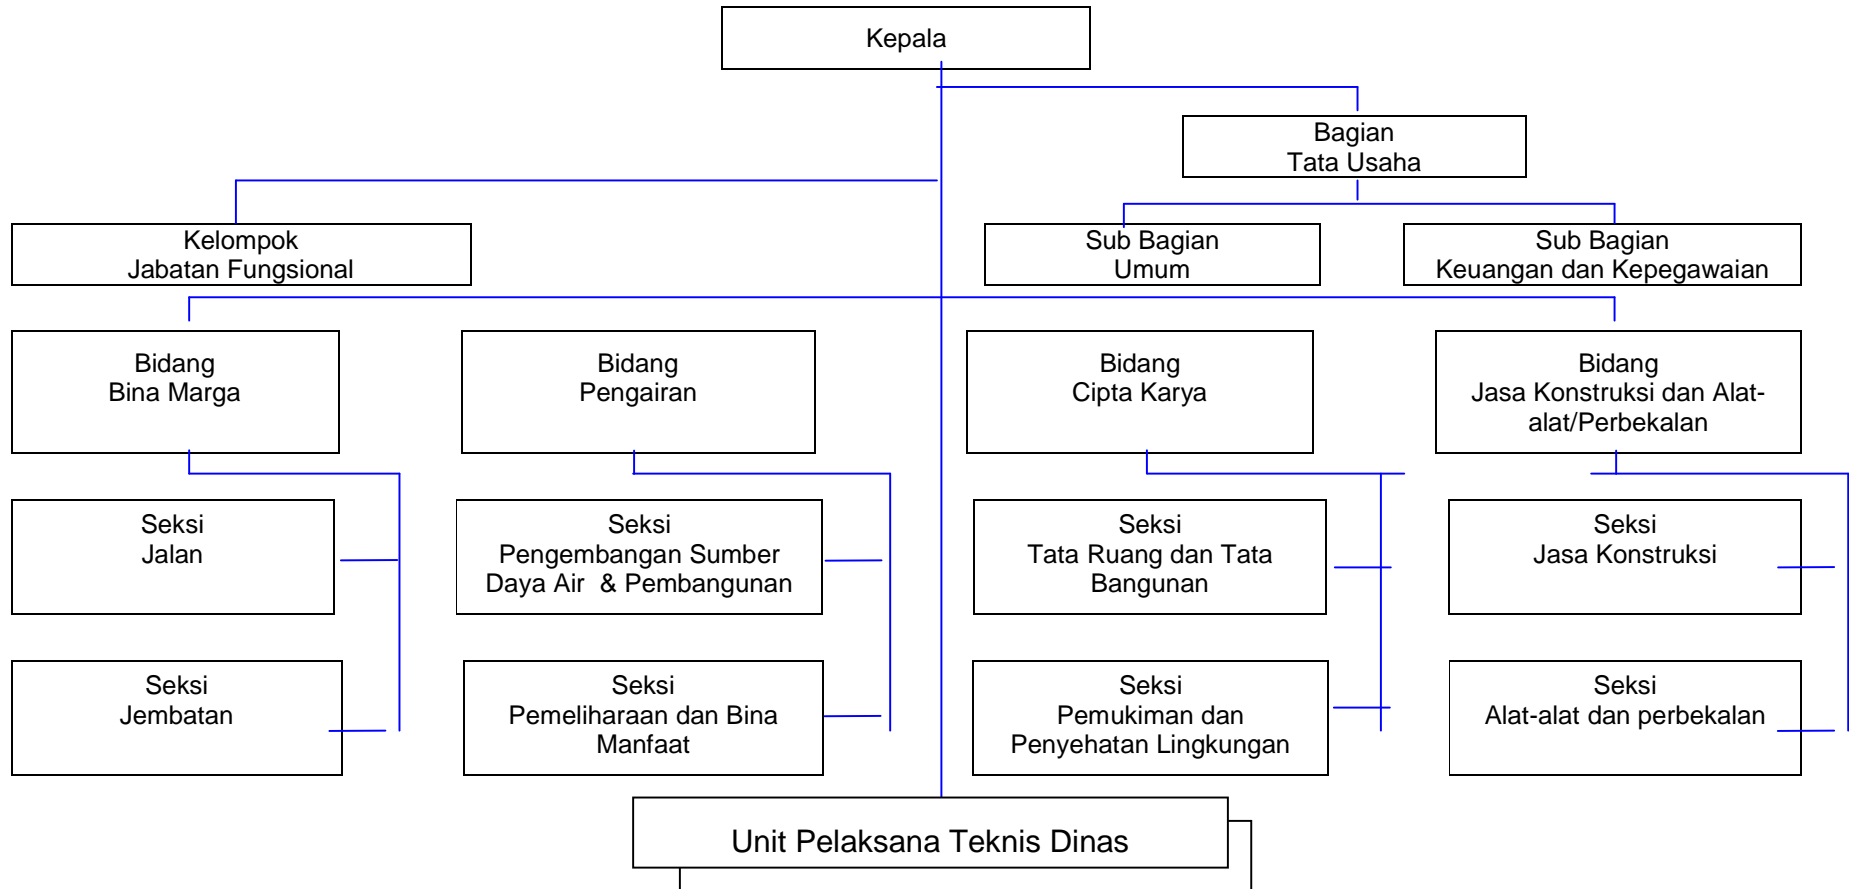 Kepala
Bagian
Tata Usaha
Kelompok
Jabatan Fungsional
Sub Bagian
Umum
Sub Bagian
Keuangan dan Kepegawaian
Bidang
Bina Marga
Bidang
Pengairan
Bidang
Cipta Karya
Bidang
Jasa Konstruksi dan Alat-
alat/Perbekalan
Seksi
Jalan
Seksi
Pengembangan Sumber
Daya Air & Pembangunan
Seksi
Tata Ruang dan Tata
Bangunan
Seksi
Jasa Konstruksi
Seksi
Jembatan
Seksi
Pemeliharaan dan Bina
Manfaat
Seksi
Pemukiman dan
Penyehatan Lingkungan
Seksi
Alat-alat dan perbekalan
Unit Pelaksana Teknis Dinas